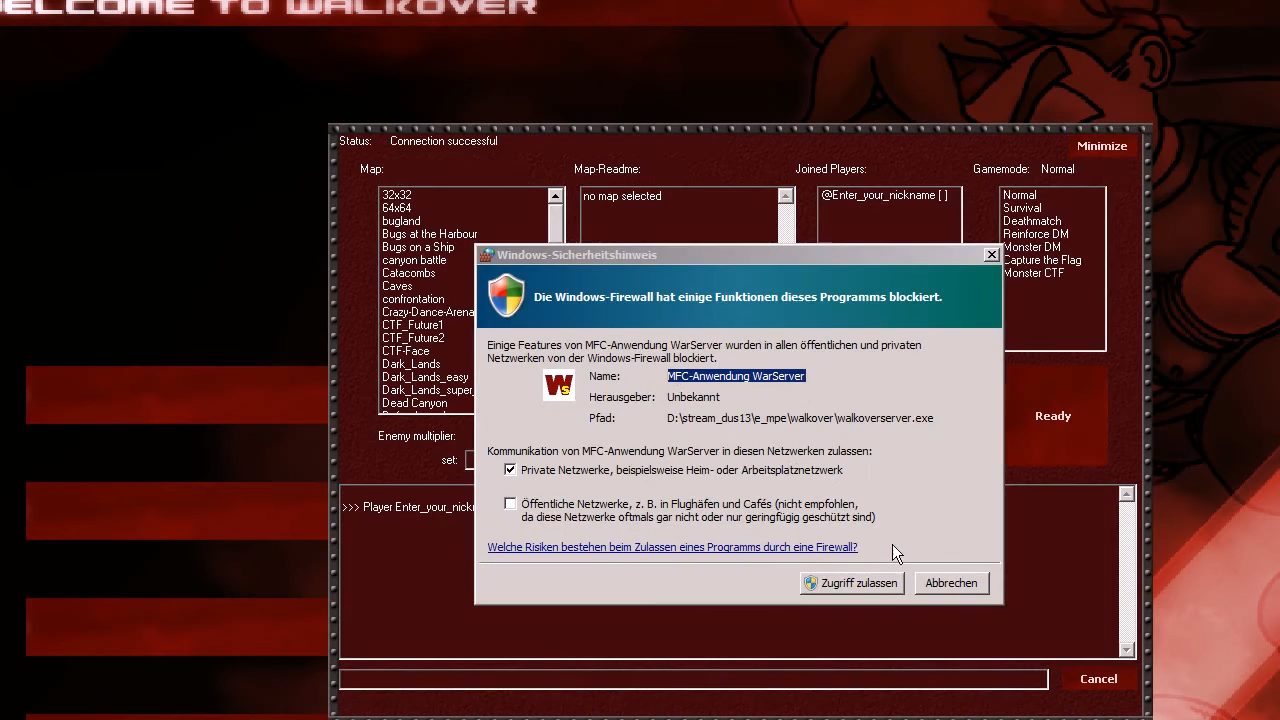 WELCOME TO WALKOVER
Status: Connection successful
Minimize
Map:
Map-Readme:
Joined Players:
Gamemode: Normal
32x32
64x64
bugland
Bugs at the Harbour
Bugs on a Ship
canyon battle
Catacombs
Caves
confrontation
Crazy-Dance-Arena
CTF_Future1
CTF_Future2
CTF-Face
Dark_Lands
Dark_Lands_easy
Dark_Lands_super_
Dead Canyon
no map selected
@Enter_your_nickname [ ]
Normal
Survival
Deathmatch
Reinforce DM
Monster DM
Capture the Flag
Monster CTF
Windows-Sicherheitshinweis
Die Windows-Firewall hat einige Funktionen dieses Programms blockiert.
Einige Features von MFC-Anwendung WarServer wurden in allen öffentlichen und privaten
Netzwerken von der Windows-Firewall blockiert.
Ws
Name: MFC-Anwendung WarServer
Herausgeber: Unbekannt
Pfad: D:\stream_dus13\e_mpe\walkover\walkoverserver.exe
Kommunikation von MFC-Anwendung WarServer in diesen Netzwerken zulassen:
Private Netzwerke, beispielsweise Heim- oder Arbeitsplatznetzwerk
Öffentliche Netzwerke, z. B. in Flughäfen und Cafés (nicht empfohlen,
da diese Netzwerke oftmals gar nicht oder nur geringfügig geschützt sind)
Welche Risiken bestehen beim Zulassen eines Programms durch eine Firewall?
Zugriff zulassen
Abbrechen
Enemy multiplier:
set:
Ready
>>> Player Enter_your_nickn
Cancel